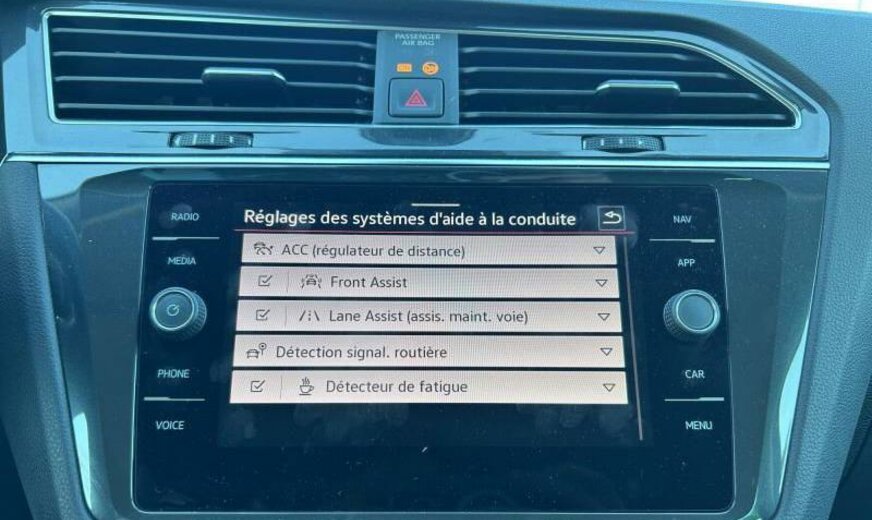 PASSENGER
AIR BAG
Réglages des systèmes d'aide à la conduite
RADIO
NAV
ACC (régulateur de distance)
MEDIA
APP
Front Assist
Lane Assist (assis. maint. voie)
Détection signal. routière
PHONE
CAR
Détecteur de fatigue
VOICE
MENU